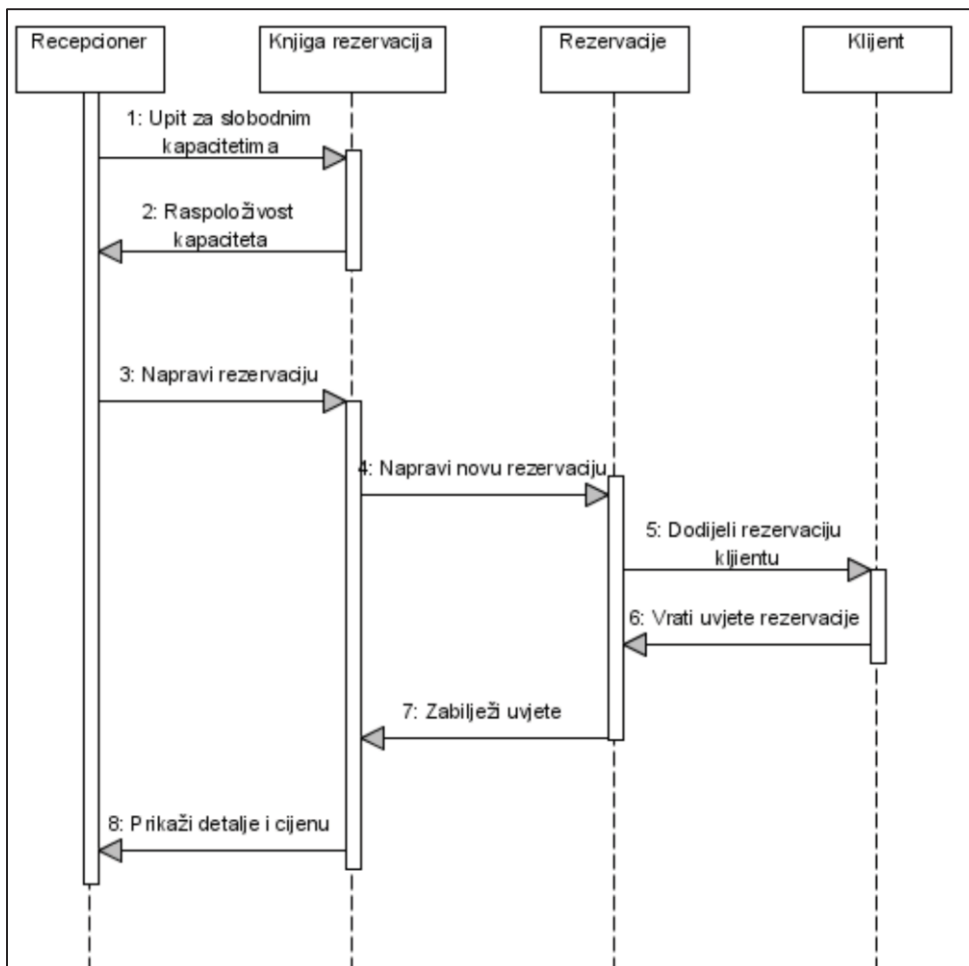 Recepcioner
Knjiga rezervacija
Rezervacije
Klijent
1: Upit za slobodnim
kapacitetima
2: Raspoloživost
kapaciteta
3: Napravi rezervaciju
4: Napravi novu rezervaciju
5: Dodijeli rezervaciju
kljientu
6: Vrati uvjete rezervacije
7: Zabilježi uvjete
8: Prikaži detalje i cijenu